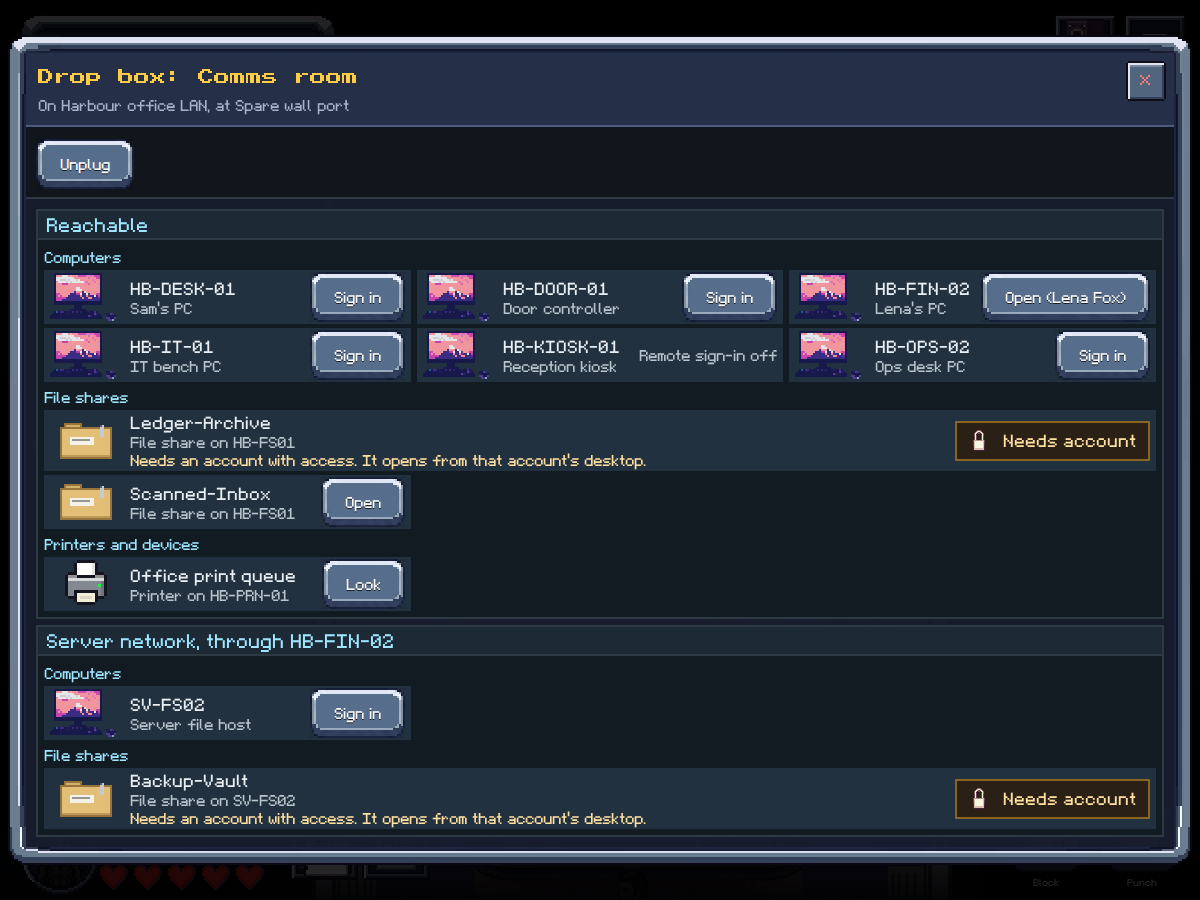 Drop box: Comms room
On Harbour office LAN, at Spare wall port
Unplug
Reachable
Computers
HB-DESK-01
Sam's PC
Sign in
HB-DOOR-01
Door controller
Sign in
HB-FIN-02
Lena's PC
Open (Lena Fox)
HB-IT-01
IT bench PC
Sign in
HB-KIOSK-01
Reception kiosk
Remote sign-in off
HB-OPS-02
Ops desk PC
Sign in
File shares
Ledger-Archive
File share on HB-FS01
Needs an account with access. It opens from that account's desktop.
Needs account
Scanned-Inbox
File share on HB-FS01
Open
Printers and devices
Office print queue
Printer on HB-PRN-01
Look
Server network, through HB-FIN-02
Computers
SV-FS02
Server file host
Sign in
File shares
Backup-Vault
File share on SV-FS02
Needs an account with access. It opens from that account's desktop.
Needs account
Block
Punch